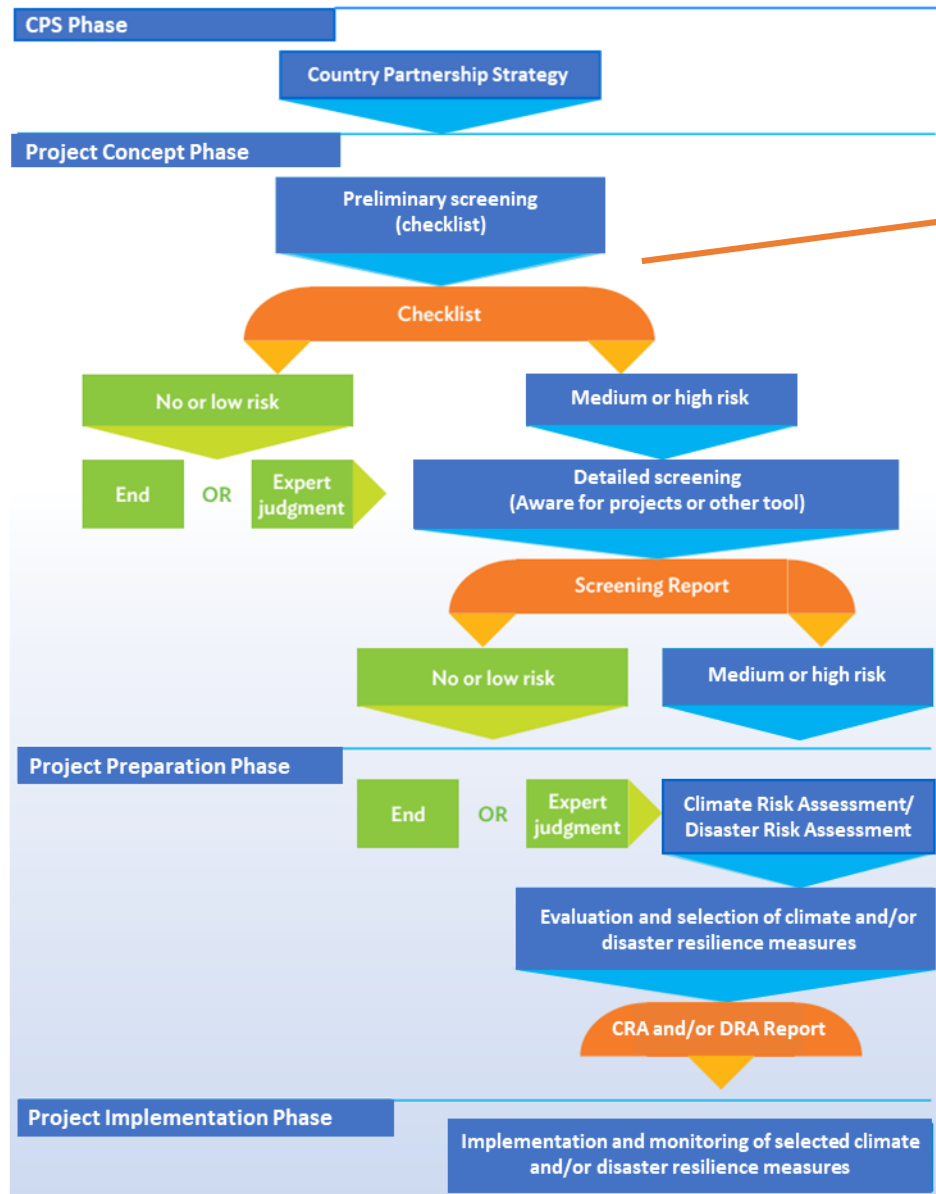 CPS Phase
Country Partnership Strategy
Project Concept Phase
Preliminary screening
(checklist)
Checklist
No or low risk
Medium or high risk
End
OR
Expert
judgment
Detailed screening
(Aware for projects or other tool)
Screening Report
No or low risk
Medium or high risk
Project Preparation Phase
End
OR
Expert
judgment
Climate Risk Assessment/
Disaster Risk Assessment
Evaluation and selection of climate and/or
disaster resilience measures
CRA and/or DRA Report
Project Implementation Phase
Implementation and monitoring of selected climate
and/or disaster resilience measures